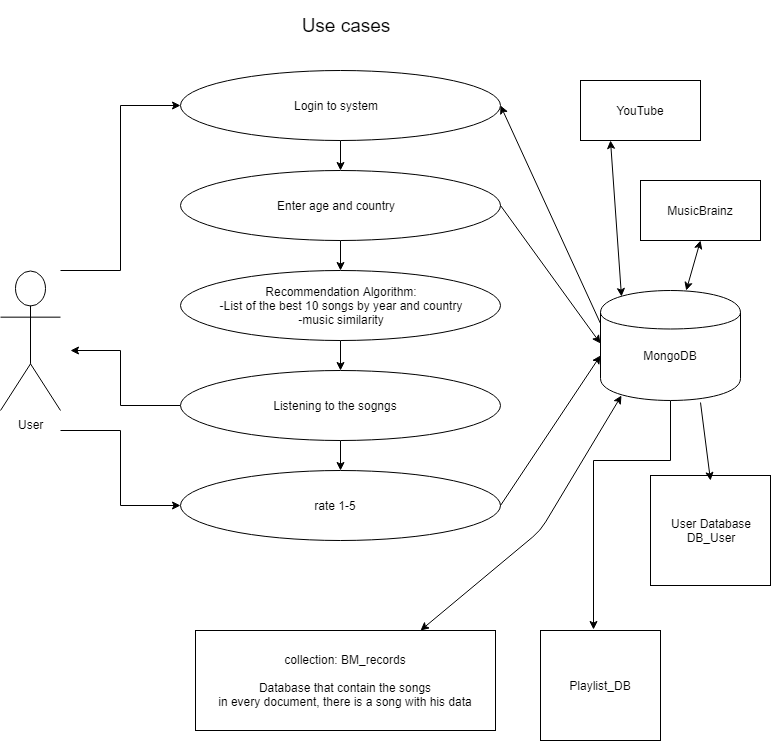 Use cases
Login to system
YouTube
Enter age and country
MusicBrainz
Recommendation Algorithm:
-List of the best 10 songs by year and country
-music similarity
MongoDB
Listening to the sogngs
User
rate 1-5
User Database
DB_User
collection: BM_records
Database that contain the songs
in every document, there is a song with his data
Playlist_DB